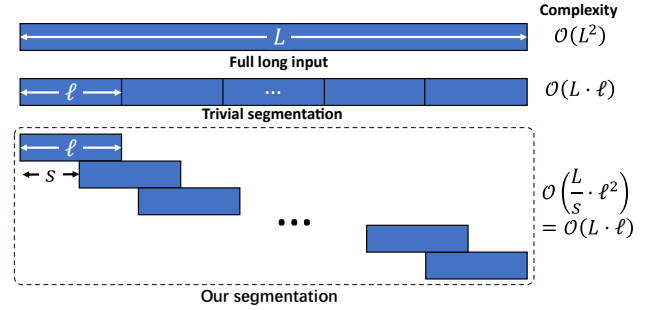 Complexity
L
𝒪(L²)
Full long input
ℓ
...
𝒪(L · ℓ)
Trivial segmentation
ℓ
s
...
𝒪(L/s · ℓ²)
= 𝒪(L · ℓ)
Our segmentation